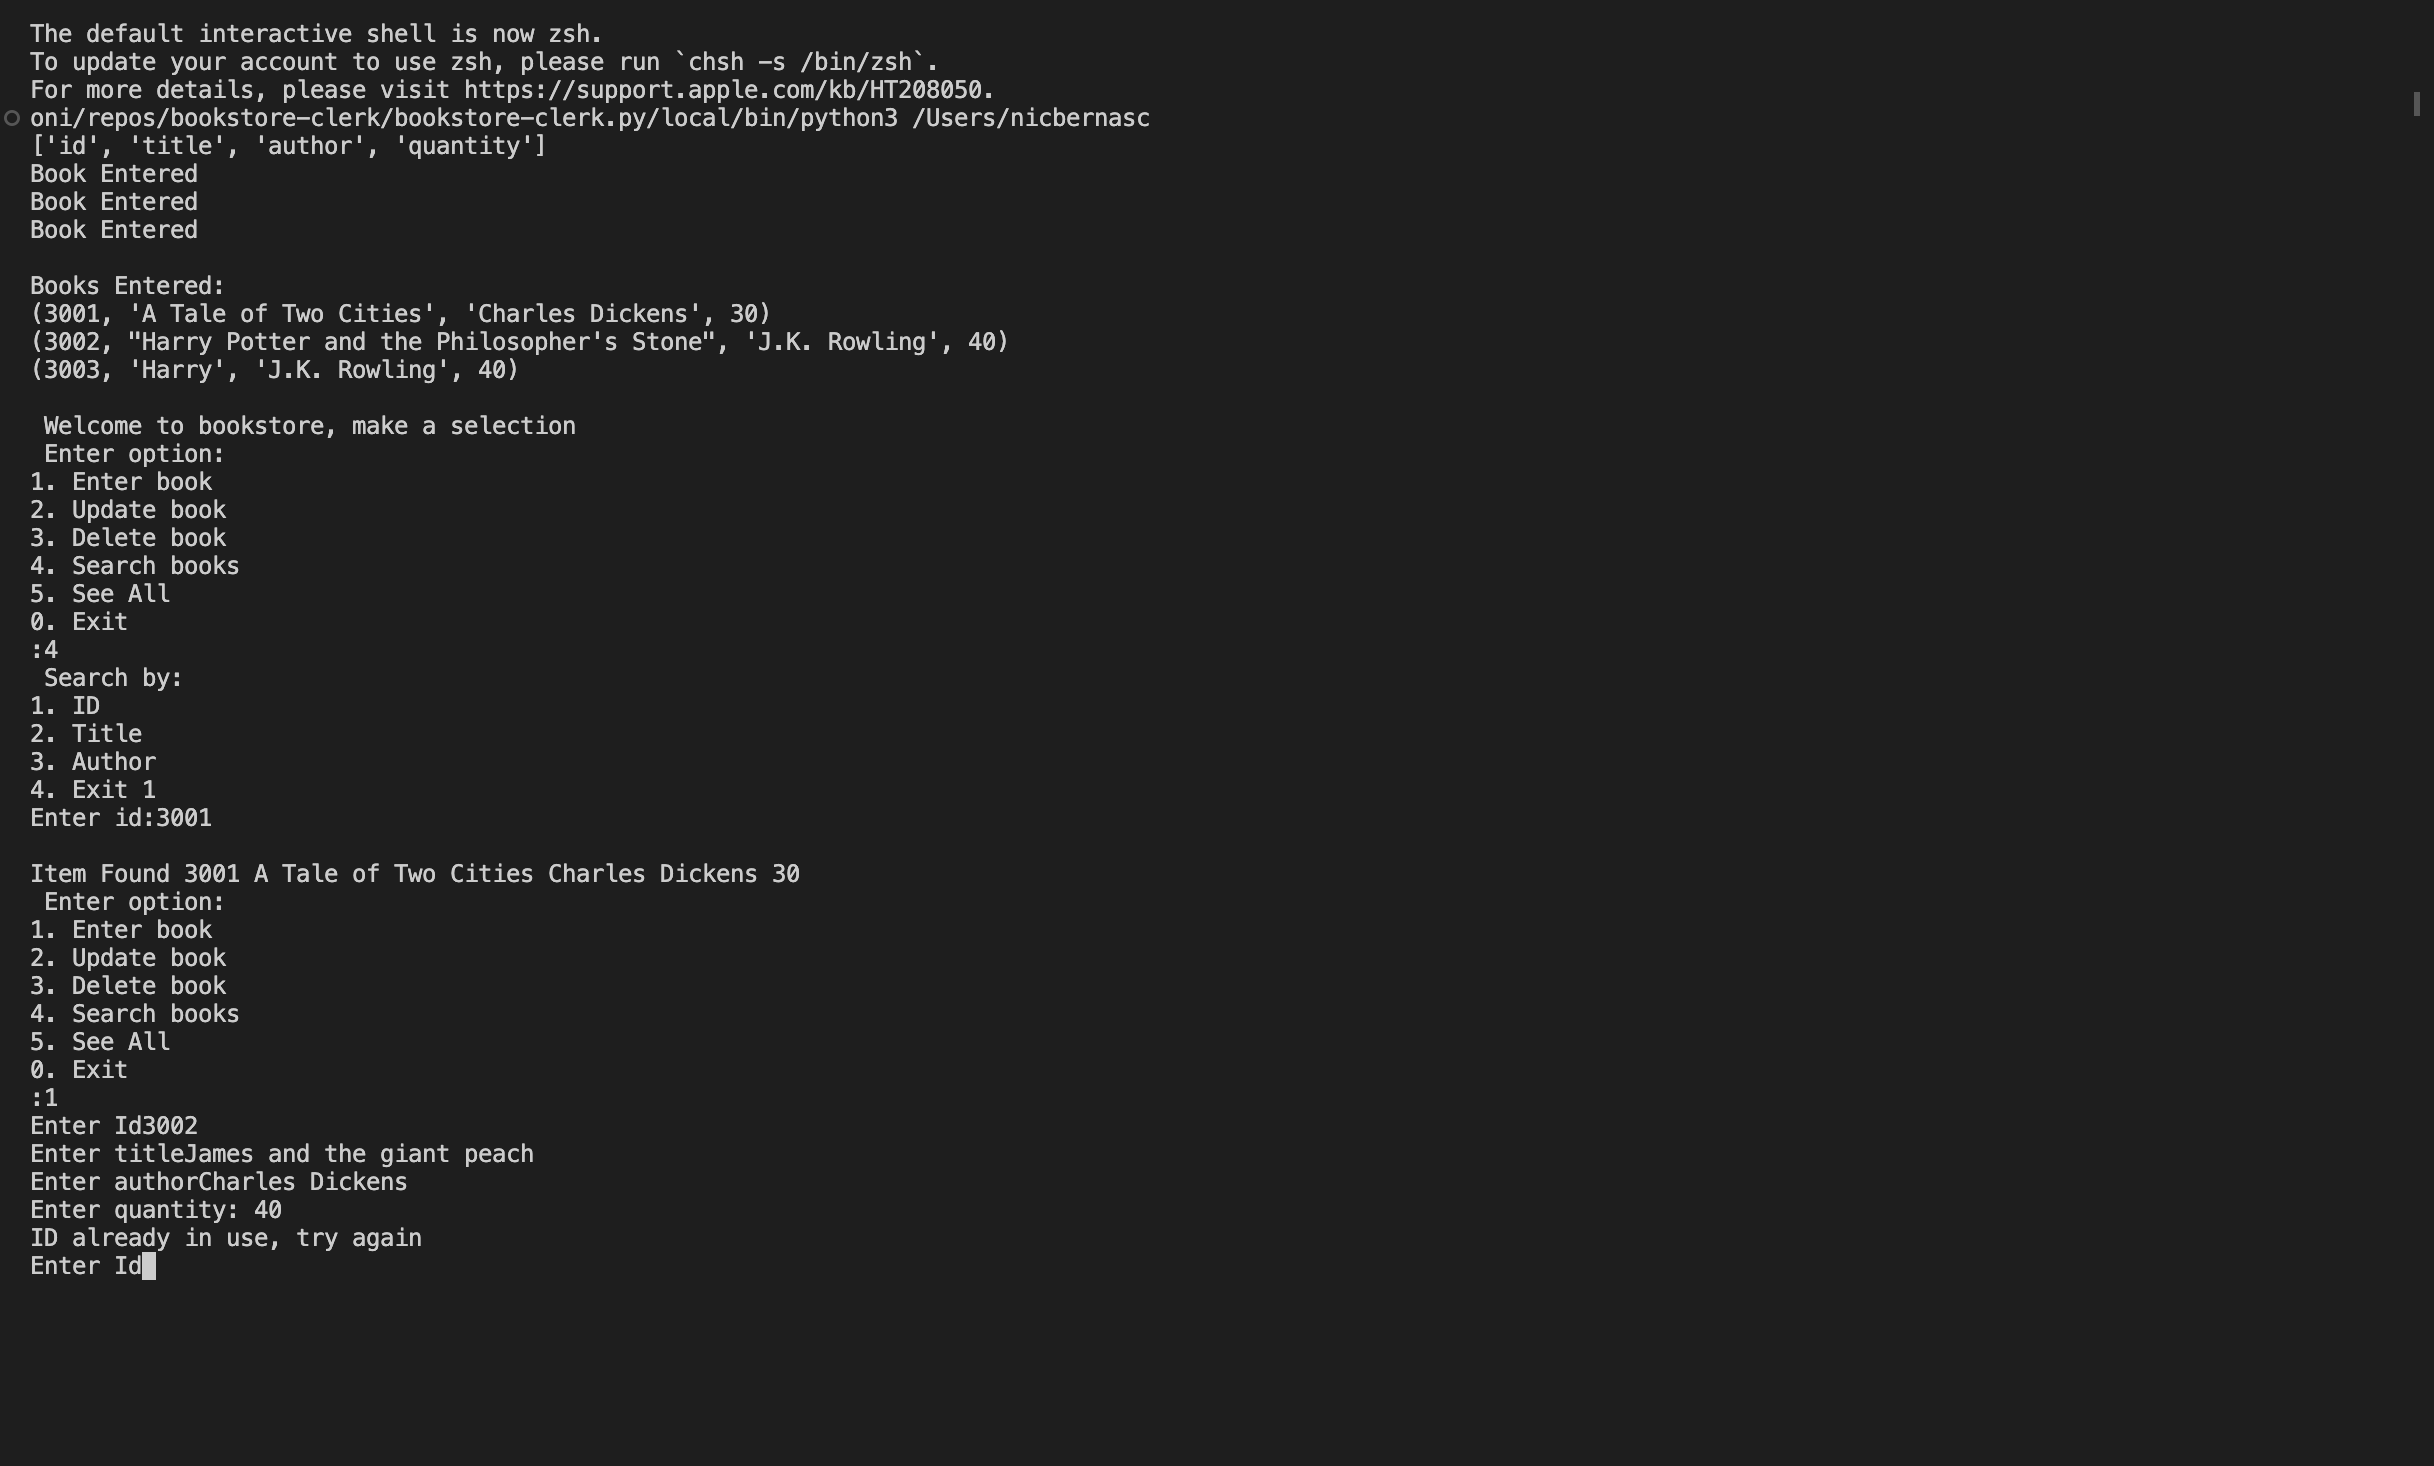 The default interactive shell is now zsh.
To update your account to use zsh, please run `chsh -s /bin/zsh`.
For more details, please visit https://support.apple.com/kb/HT208050.
oni/repos/bookstore-clerk/bookstore-clerk.py/local/bin/python3 /Users/nicbernasc
['id', 'title', 'author', 'quantity']
Book Entered
Book Entered
Book Entered

Books Entered:
(3001, 'A Tale of Two Cities', 'Charles Dickens', 30)
(3002, "Harry Potter and the Philosopher's Stone", 'J.K. Rowling', 40)
(3003, 'Harry', 'J.K. Rowling', 40)

 Welcome to bookstore, make a selection
 Enter option:
1. Enter book
2. Update book
3. Delete book
4. Search books
5. See All
0. Exit
:4
 Search by:
1. ID
2. Title
3. Author
4. Exit 1
Enter id:3001

Item Found 3001 A Tale of Two Cities Charles Dickens 30
 Enter option:
1. Enter book
2. Update book
3. Delete book
4. Search books
5. See All
0. Exit
:1
Enter Id3002
Enter titleJames and the giant peach
Enter authorCharles Dickens
Enter quantity: 40
ID already in use, try again
Enter Id